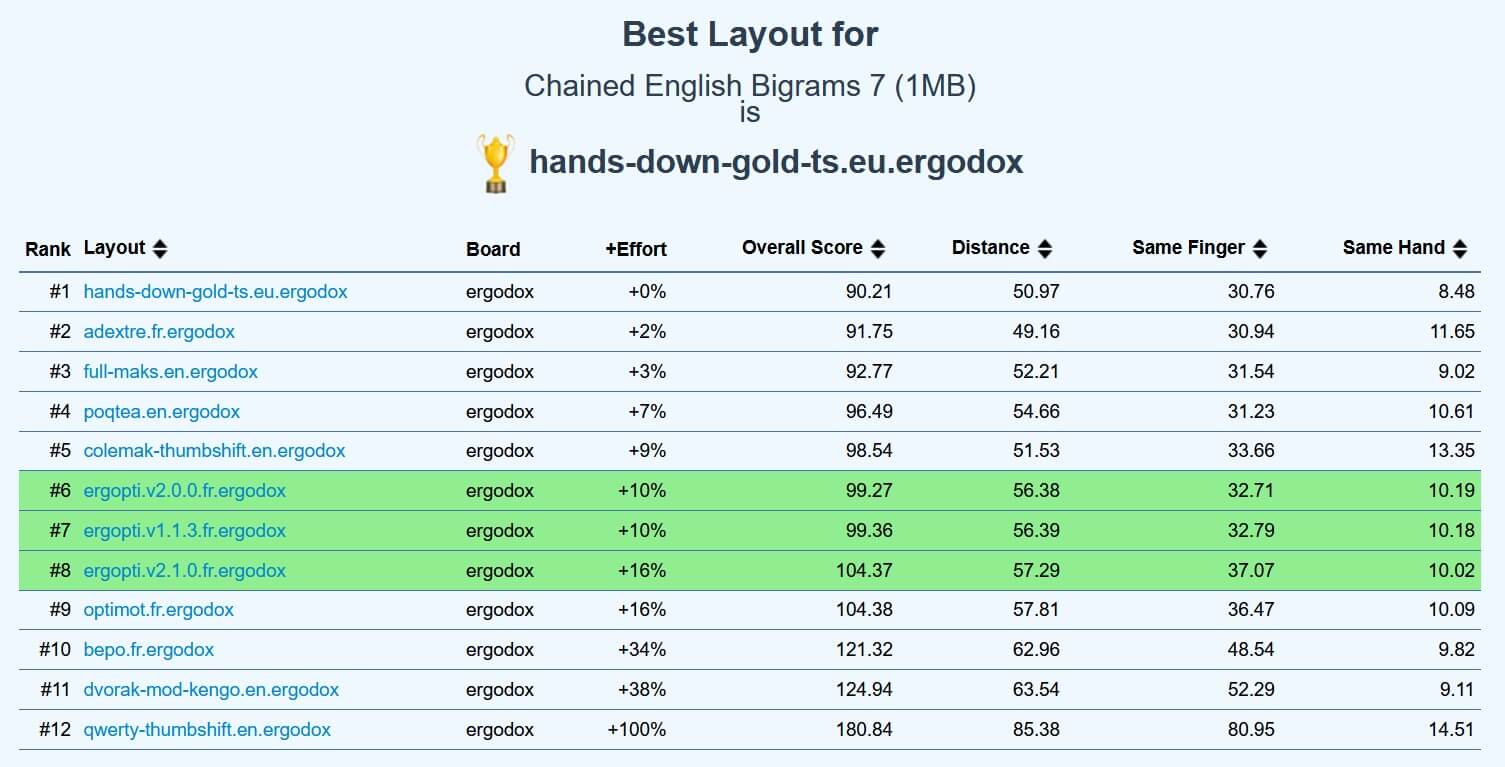 Best Layout for
Chained English Bigrams 7 (1MB)
is
hands-down-gold-ts.eu.ergodox
Rank Layout Board +Effort Overall Score Distance Same Finger Same Hand
#1 hands-down-gold-ts.eu.ergodox ergodox +0% 90.21 50.97 30.76 8.48
#2 adextre.fr.ergodox ergodox +2% 91.75 49.16 30.94 11.65
#3 full-maks.en.ergodox ergodox +3% 92.77 52.21 31.54 9.02
#4 poqtea.en.ergodox ergodox +7% 96.49 54.66 31.23 10.61
#5 colemak-thumbshift.en.ergodox ergodox +9% 98.54 51.53 33.66 13.35
#6 ergopti.v2.0.0.fr.ergodox ergodox +10% 99.27 56.38 32.71 10.19
#7 ergopti.v1.1.3.fr.ergodox ergodox +10% 99.36 56.39 32.79 10.18
#8 ergopti.v2.1.0.fr.ergodox ergodox +16% 104.37 57.29 37.07 10.02
#9 optimot.fr.ergodox ergodox +16% 104.38 57.81 36.47 10.09
#10 bepo.fr.ergodox ergodox +34% 121.32 62.96 48.54 9.82
#11 dvorak-mod-kengo.en.ergodox ergodox +38% 124.94 63.54 52.29 9.11
#12 qwerty-thumbshift.en.ergodox ergodox +100% 180.84 85.38 80.95 14.51